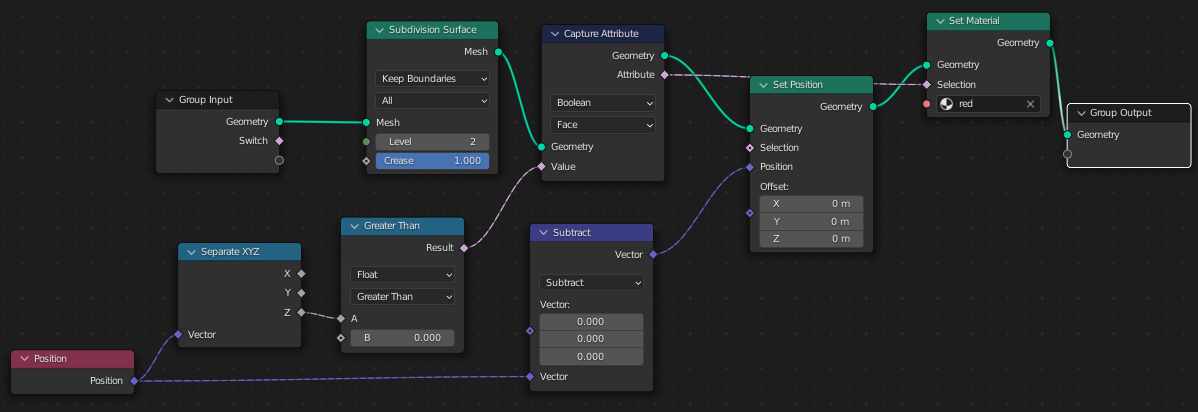 Group Input
Geometry
Switch
Subdivision Surface
Mesh
Keep Boundaries
All
Mesh
Level 2
Crease 1.000
Capture Attribute
Geometry
Attribute
Boolean
Face
Geometry
Value
Set Position
Geometry
Geometry
Selection
Position
Offset:
X 0 m
Y 0 m
Z 0 m
Set Material
Geometry
Geometry
Selection
red
Group Output
Geometry
Position
Position
Separate XYZ
X
Y
Z
Vector
Greater Than
Result
Float
Greater Than
A
B 0.000
Subtract
Vector
Subtract
Vector:
0.000
0.000
0.000
Vector